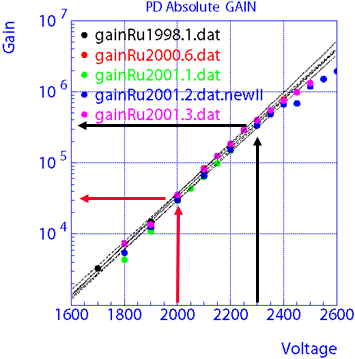 PD Absolute GAIN
Gain
10^7
gainRu1998.1.dat
gainRu2000.6.dat
10^6
gainRu2001.1.dat
gainRu2001.2.dat.newII
gainRu2001.3.dat
10^5
10^4
1600 1800 2000 2200 2400 2600
Voltage